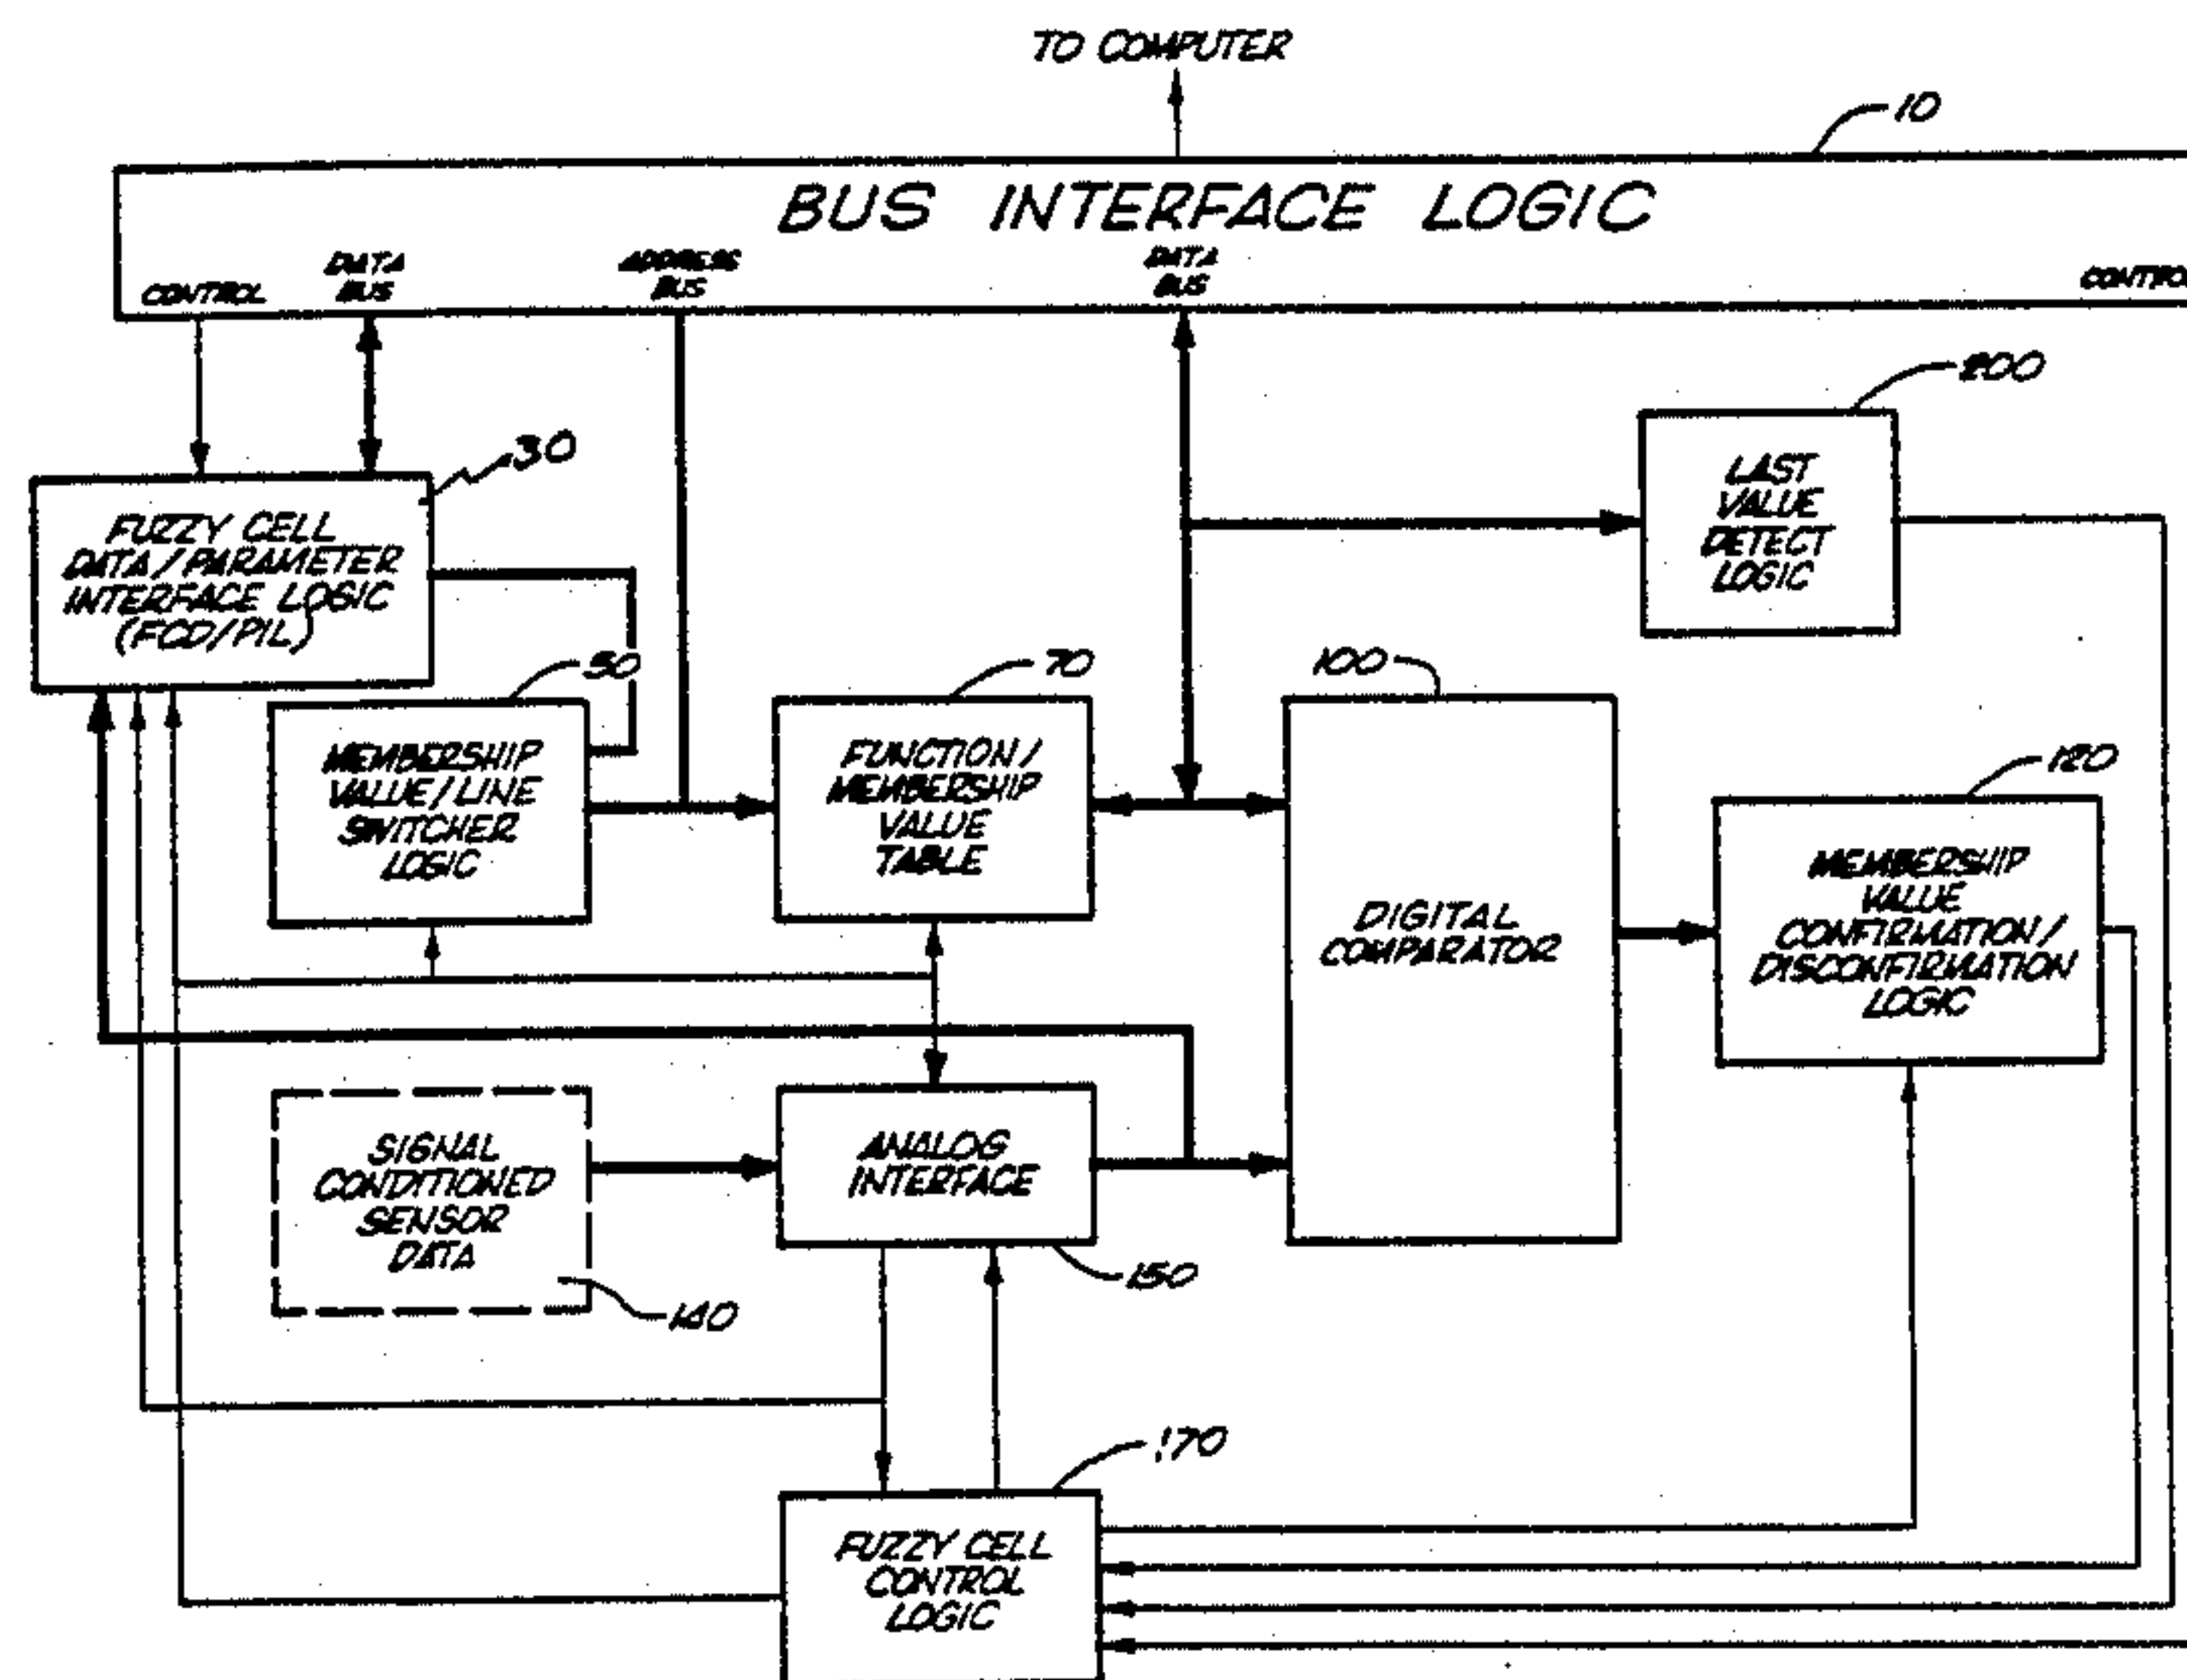 TO COMPUTER
10
BUS INTERFACE LOGIC
CONTROL
DATA
BUS
ADDRESS
BUS
DATA
BUS
CONTROL
200
LAST
VALUE
DETECT
LOGIC
30
FUZZY CELL
DATA/PARAMETER
INTERFACE LOGIC
(FCD/PIL)
50
MEMBERSHIP
VALUE/LINE
SWITCHER
LOGIC
70
FUNCTION/
MEMBERSHIP
VALUE
TABLE
100
DIGITAL
COMPARATOR
120
MEMBERSHIP
VALUE
CONFIRMATION/
DISCONFIRMATION
LOGIC
SIGNAL
CONDITIONED
SENSOR
DATA
140
ANALOG
INTERFACE
150
170
FUZZY CELL
CONTROL
LOGIC